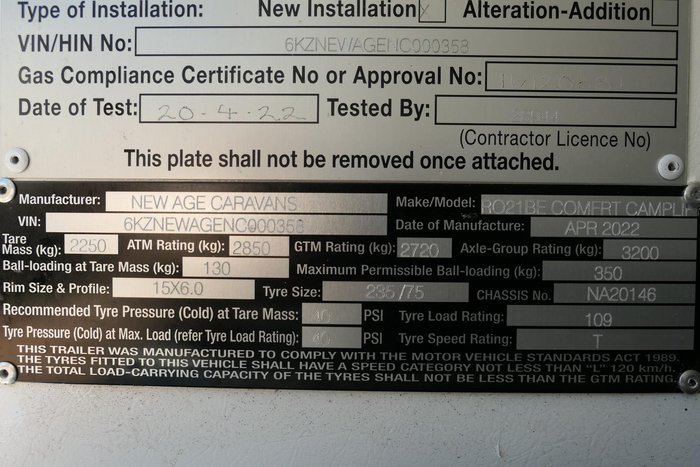 Type of Installation: New Installation X Alteration-Addition
VIN/HIN No: 6KZNEWAGENC000358
Gas Compliance Certificate No or Approval No:
Date of Test: 20-4-22 Tested By:
(Contractor Licence No)
This plate shall not be removed once attached.
Manufacturer: NEW AGE CARAVANS Make/Model: RO21BE COMFRT CAMPLIF
VIN: 6KZNEWAGENC000358 Date of Manufacture: APR 2022
Tare Mass (kg): 2250 ATM Rating (kg): 2850 GTM Rating (kg): 2720 Axle-Group Rating (kg): 3200
Ball-loading at Tare Mass (kg): 130 Maximum Permissible Ball-loading (kg): 350
Rim Size & Profile: 15X6.0 Tyre Size: 235/75 CHASSIS No. NA20146
Recommended Tyre Pressure (Cold) at Tare Mass: 40 PSI Tyre Load Rating: 109
Tyre Pressure (Cold) at Max. Load (refer Tyre Load Rating): 40 PSI Tyre Speed Rating: T
THIS TRAILER WAS MANUFACTURED TO COMPLY WITH THE MOTOR VEHICLE STANDARDS ACT 1989.
THE TYRES FITTED TO THIS VEHICLE SHALL HAVE A SPEED CATEGORY NOT LESS THAN "L" 120 km/h.
THE TOTAL LOAD-CARRYING CAPACITY OF THE TYRES SHALL NOT BE LESS THAN THE GTM RATING.